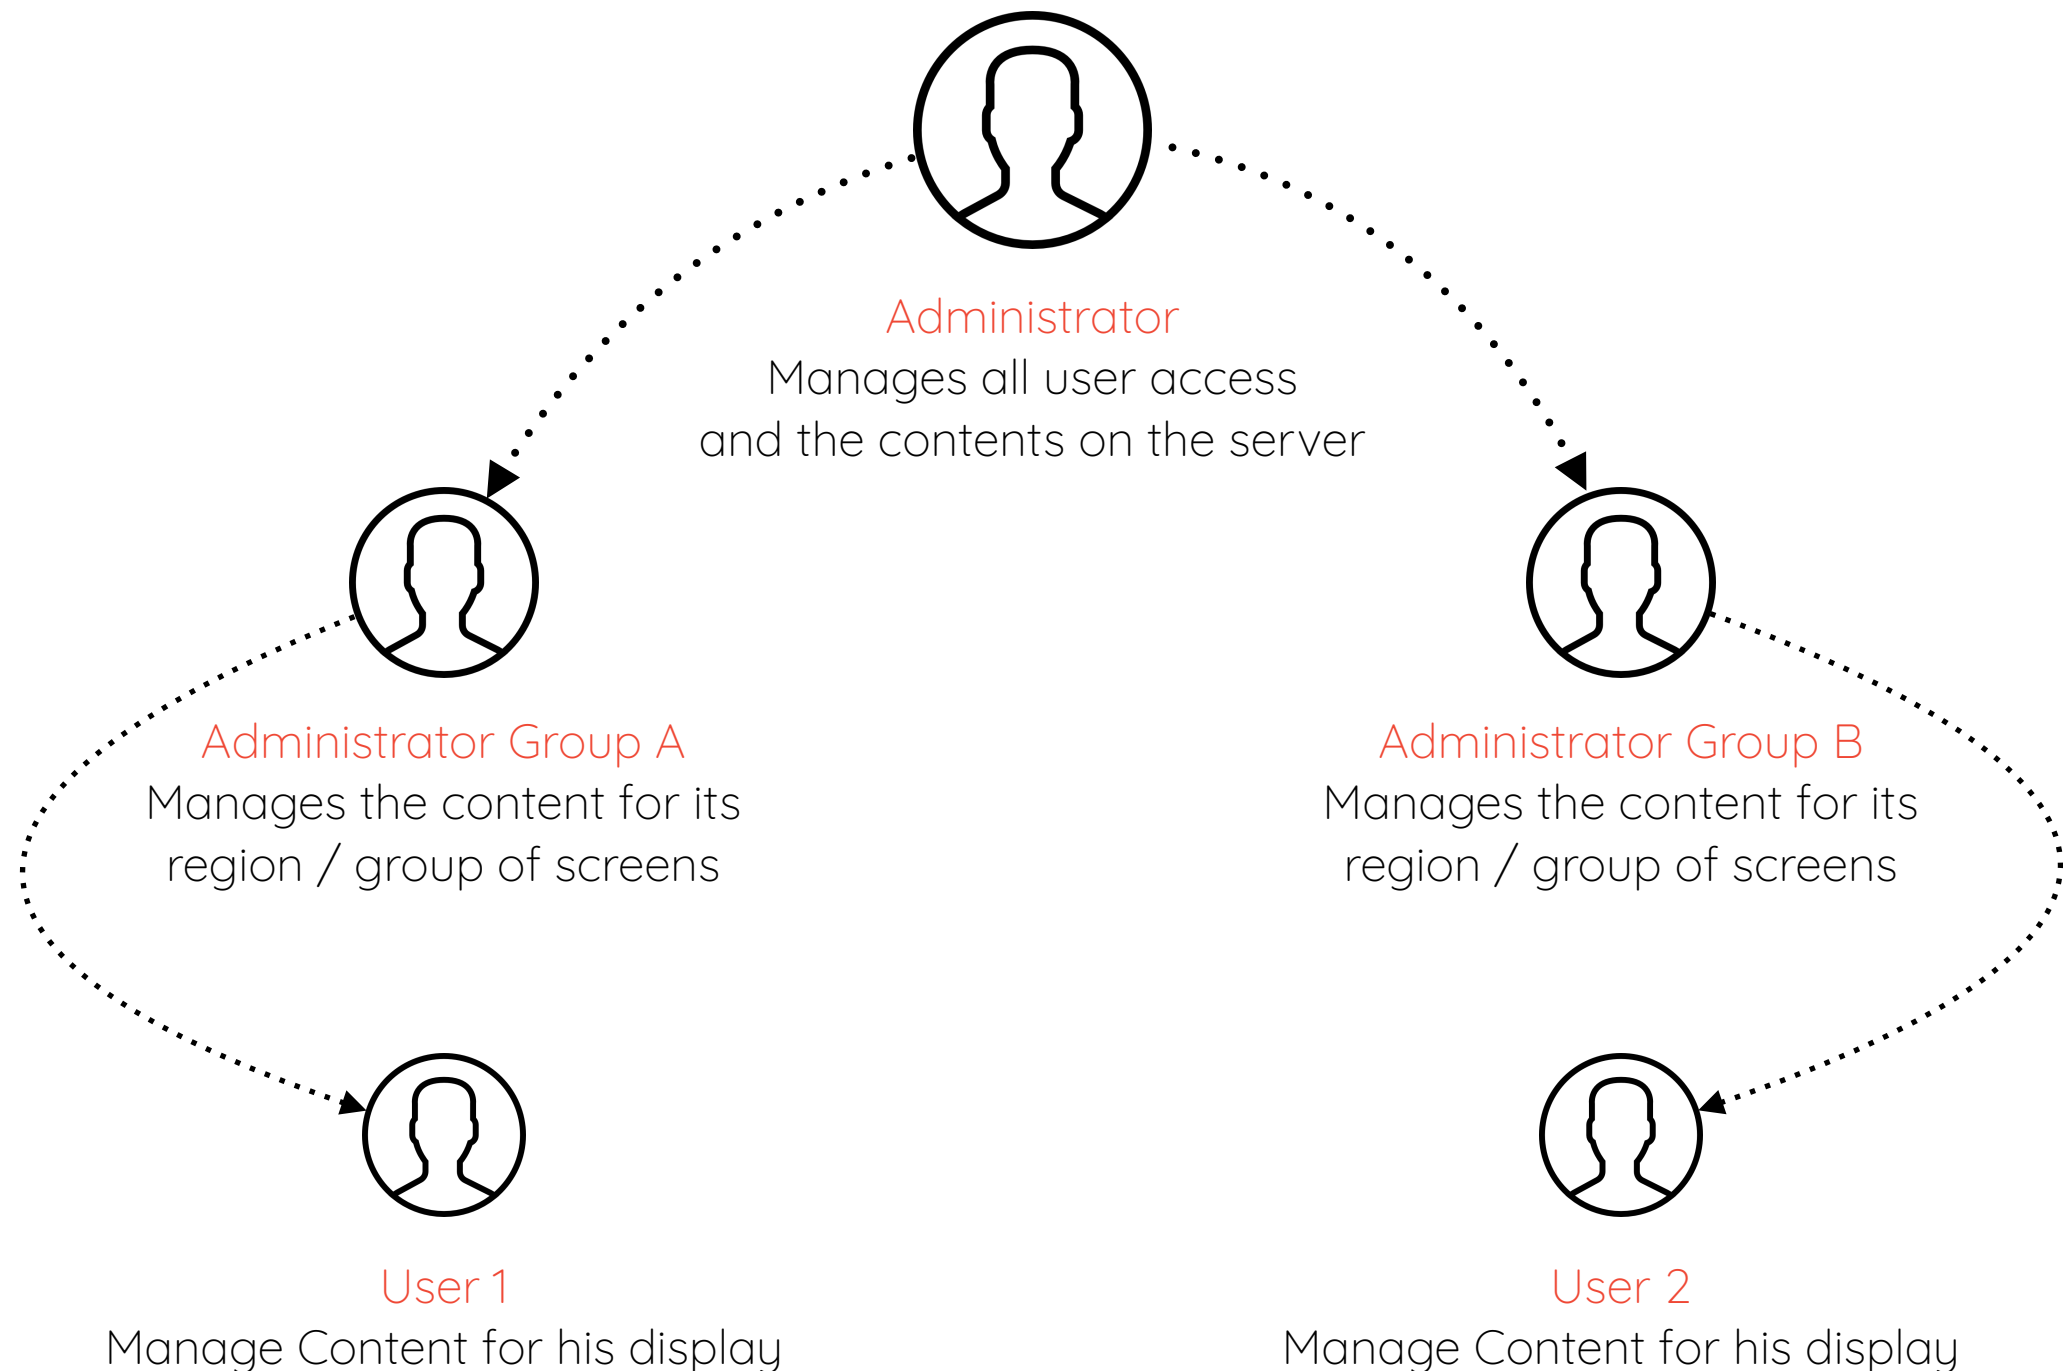 Administrator
Manages all user access
and the contents on the server
Administrator Group A
Manages the content for its
region / group of screens
Administrator Group B
Manages the content for its
region / group of screens
User 1
Manage Content for his display
User 2
Manage Content for his display